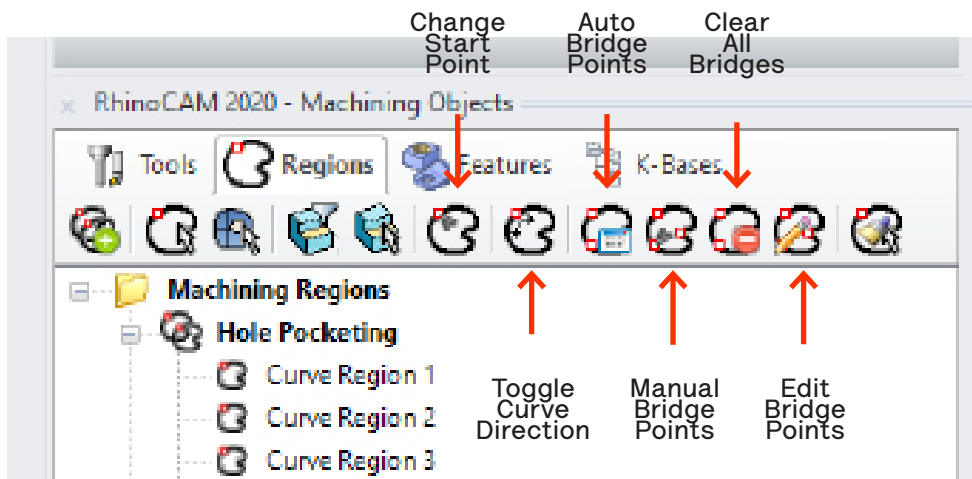 Change Start Point
Auto Bridge Points
Clear All Bridges
RhinoCAM 2020 - Machining Objects
Tools Regions Features K-Bases
Machining Regions
Hole Pocketing
Curve Region 1
Curve Region 2
Curve Region 3
Toggle Curve Direction
Manual Bridge Points
Edit Bridge Points